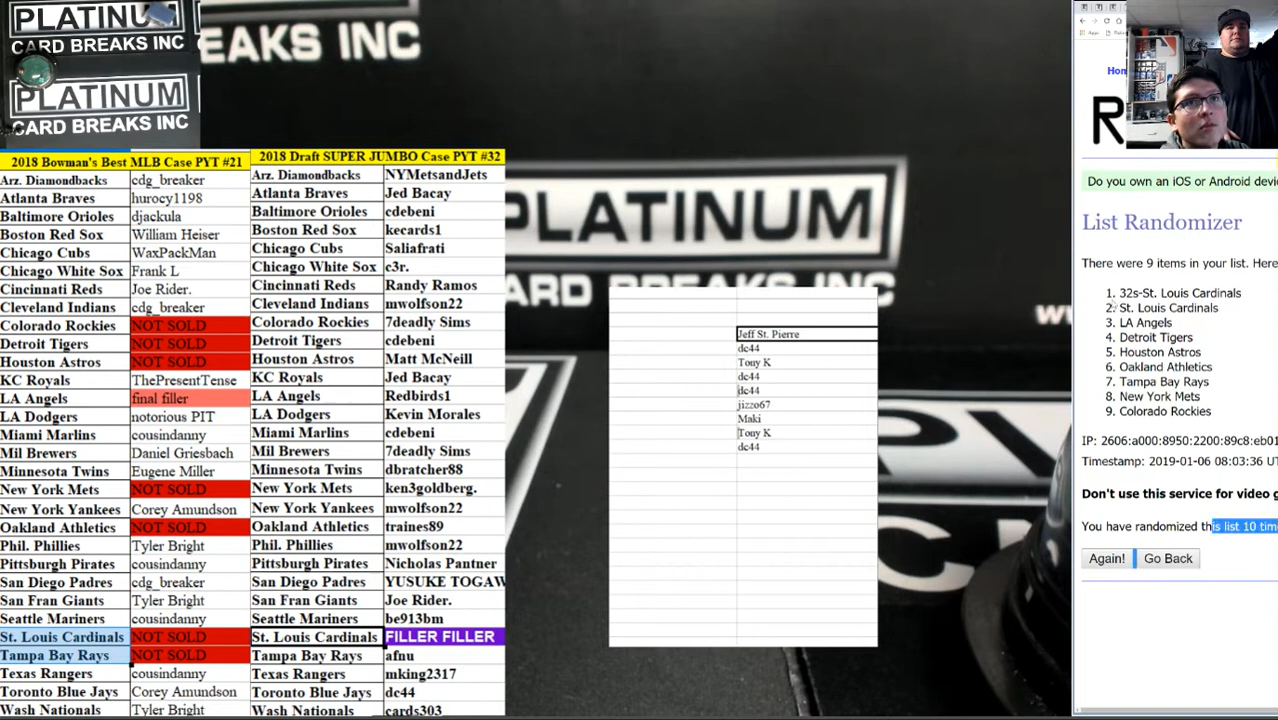 PLATINUM
CARD BREAKS INC
PLATINUM
CARD BREAKS INC
EAKS INC
PLATINUM
ARD BREAKS INC
2018 Bowman's Best MLB Case PYT #21
Arz. Diamondbacks cdg_breaker
Atlanta Braves hurocy1198
Baltimore Orioles djackula
Boston Red Sox William Heiser
Chicago Cubs WaxPackMan
Chicago White Sox Frank L
Cincinnati Reds Joe Rider.
Cleveland Indians cdg_breaker
Colorado Rockies NOT SOLD
Detroit Tigers NOT SOLD
Houston Astros NOT SOLD
KC Royals ThePresentTense
LA Angels final filler
LA Dodgers notorious PIT
Miami Marlins cousindanny
Mil Brewers Daniel Griesbach
Minnesota Twins Eugene Miller
New York Mets NOT SOLD
New York Yankees Corey Amundson
Oakland Athletics NOT SOLD
Phil. Phillies Tyler Bright
Pittsburgh Pirates cousindanny
San Diego Padres cdg_breaker
San Fran Giants Tyler Bright
Seattle Mariners cousindanny
St. Louis Cardinals NOT SOLD
Tampa Bay Rays NOT SOLD
Texas Rangers cousindanny
Toronto Blue Jays Corey Amundson
Wash Nationals Tyler Bright
2018 Draft SUPER JUMBO Case PYT #32
Arz. Diamondbacks NYMetsandJets
Atlanta Braves Jed Bacay
Baltimore Orioles cdebeni
Boston Red Sox kecards1
Chicago Cubs Saliafrati
Chicago White Sox c3r.
Cincinnati Reds Randy Ramos
Cleveland Indians mwolfson22
Colorado Rockies 7deadly Sims
Detroit Tigers cdebeni
Houston Astros Matt McNeill
KC Royals Jed Bacay
LA Angels Redbirds1
LA Dodgers Kevin Morales
Miami Marlins cdebeni
Mil Brewers 7deadly Sims
Minnesota Twins dbratcher88
New York Mets ken3goldberg.
New York Yankees mwolfson22
Oakland Athletics traines89
Phil. Phillies mwolfson22
Pittsburgh Pirates Nicholas Pantner
San Diego Padres YUSUKE TOGAW
San Fran Giants Joe Rider.
Seattle Mariners be913bm
St. Louis Cardinals FILLER FILLER
Tampa Bay Rays afnu
Texas Rangers mking2317
Toronto Blue Jays dc44
Wash Nationals cards303
Jeff St. Pierre
dc44
Tony K
dc44
dc44
jizzo67
Maki
Tony K
dc44
Apps
Hom
R
Do you own an iOS or Android devi
List Randomizer
There were 9 items in your list. Here
1. 32s-St. Louis Cardinals
2. St. Louis Cardinals
3. LA Angels
4. Detroit Tigers
5. Houston Astros
6. Oakland Athletics
7. Tampa Bay Rays
8. New York Mets
9. Colorado Rockies
IP: 2606:a000:8950:2200:89c8:eb01
Timestamp: 2019-01-06 08:03:36 UT
Don't use this service for video g
You have randomized this list 10 tim
Again!
Go Back